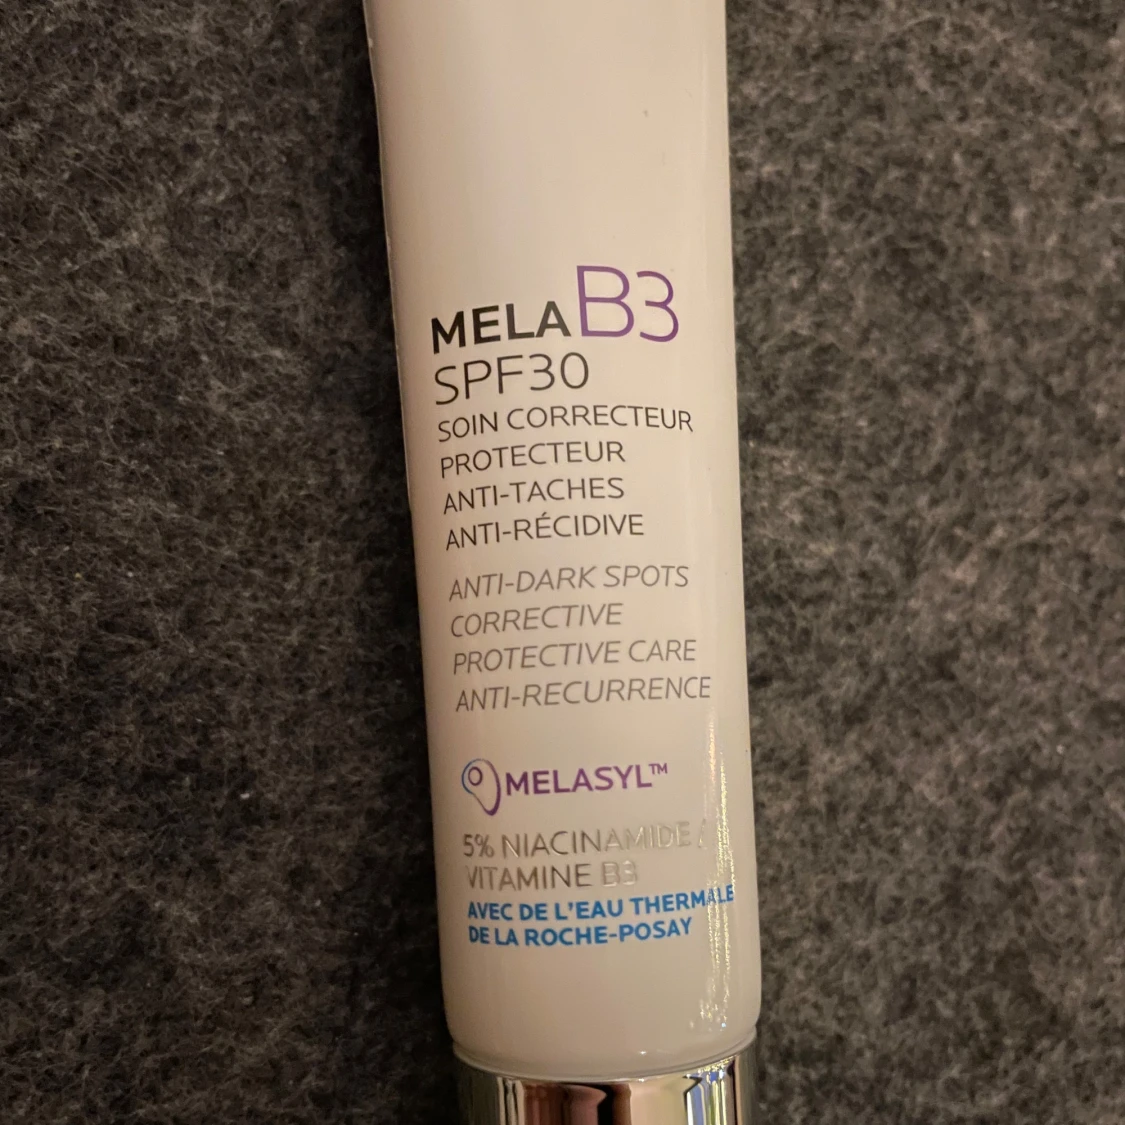 MELA B3
SPF30
SOIN CORRECTEUR
PROTECTEUR
ANTI-TACHES
ANTI-RÉCIDIVE
ANTI-DARK SPOTS
CORRECTIVE
PROTECTIVE CARE
ANTI-RECURRENCE
MELASYL™
5% NIACINAMIDE /
VITAMINE B3
AVEC DE L'EAU THERMALE
DE LA ROCHE-POSAY